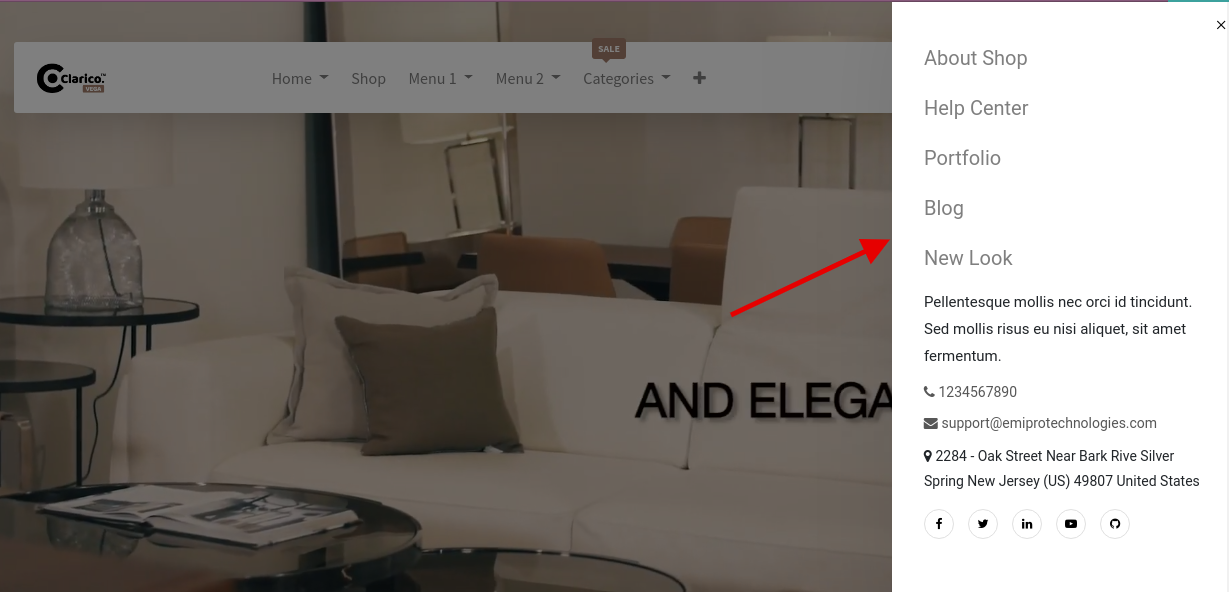 SALE
Clarico.™
VEGA
Home Shop Menu 1 Menu 2 Categories
AND ELEGA
About Shop
Help Center
Portfolio
Blog
New Look
Pellentesque mollis nec orci id tincidunt.
Sed mollis risus eu nisi aliquet, sit amet
fermentum.
1234567890
support@emiprotechnologies.com
2284 - Oak Street Near Bark Rive Silver
Spring New Jersey (US) 49807 United States